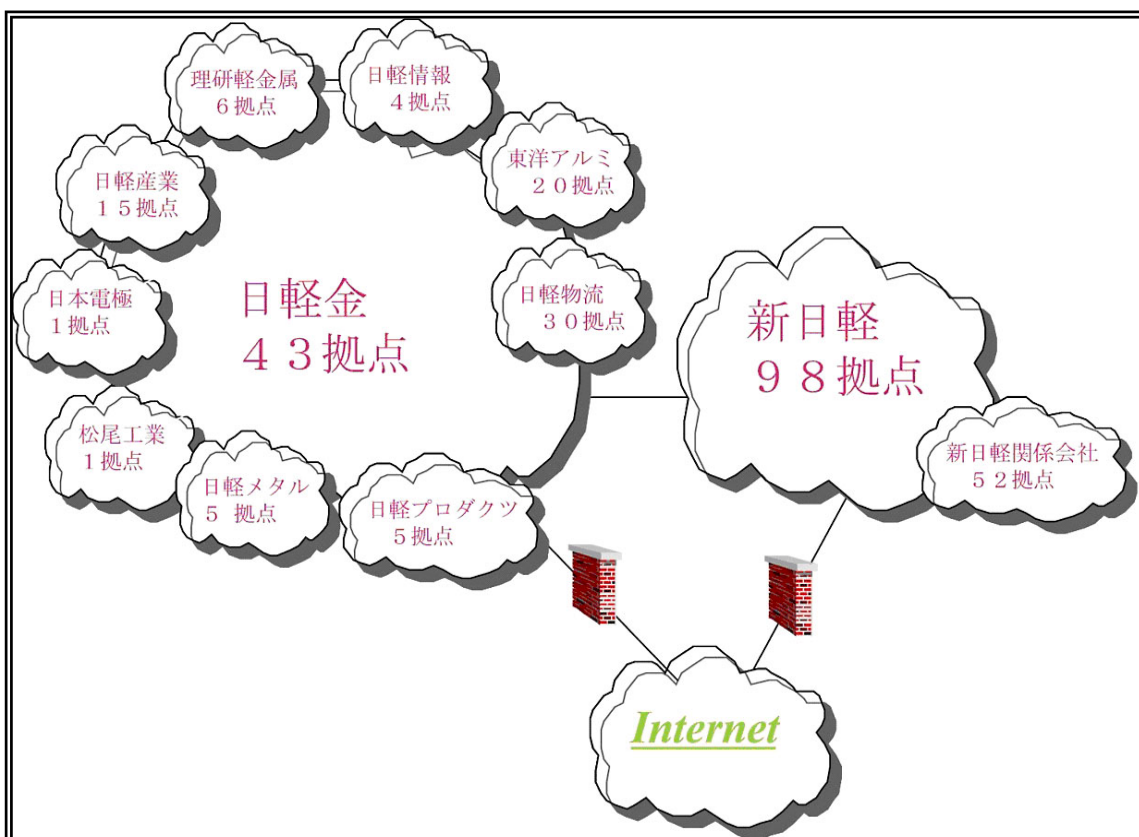 理研軽金属
６拠点
日軽情報
４拠点
東洋アルミ
２０拠点
日軽産業
１５拠点
日本電極
１拠点
日軽金
４３拠点
日軽物流
３０拠点
新日軽
９８拠点
松尾工業
１拠点
日軽メタル
５ 拠点
日軽プロダクツ
５拠点
新日軽関係会社
５２拠点
Internet